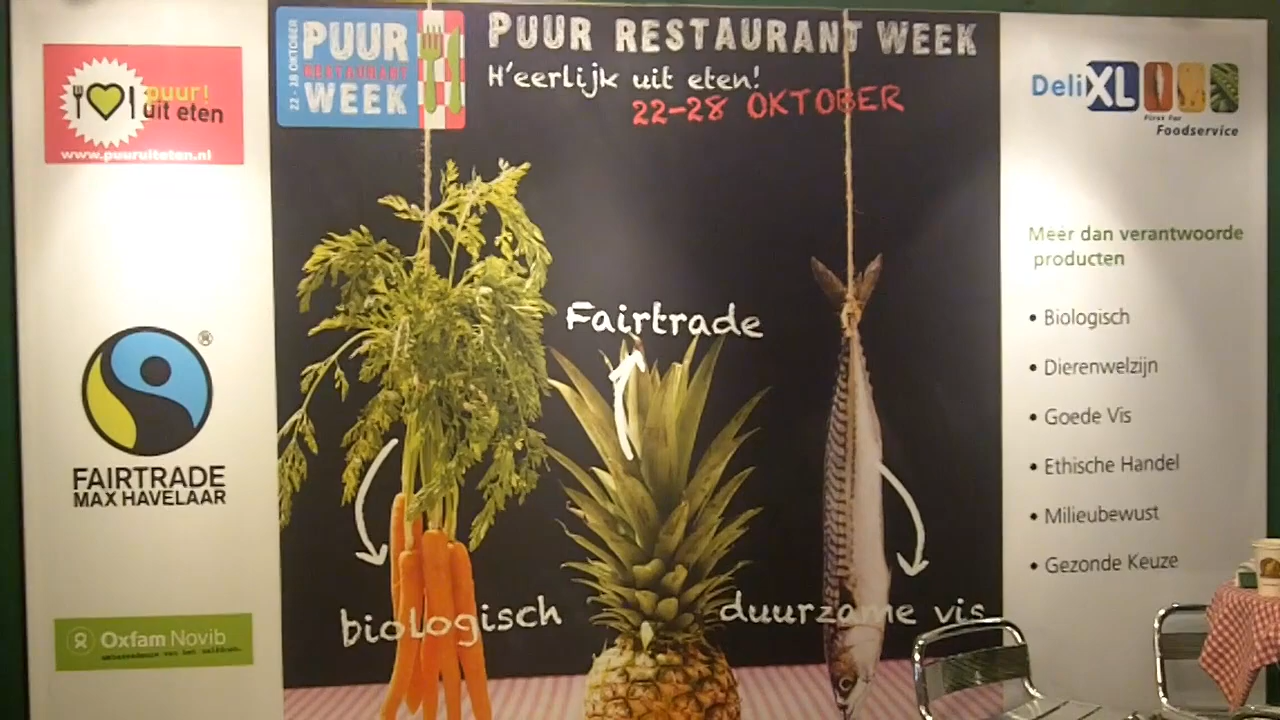 puur!
uit eten
www.puuruiteten.nl
FAIRTRADE
MAX HAVELAAR
Oxfam Novib
22 - 28 OKTOBER
PUUR
RESTAURANT
WEEK
PUUR RESTAURANT WEEK
H'eerlijk uit eten!
22-28 OKTOBER
Fairtrade
biologisch
duurzame vis
DeliXL
First for
Foodservice
Meer dan verantwoorde
producten
• Biologisch
• Dierenwelzijn
• Goede Vis
• Ethische Handel
• Milieubewust
• Gezonde Keuze